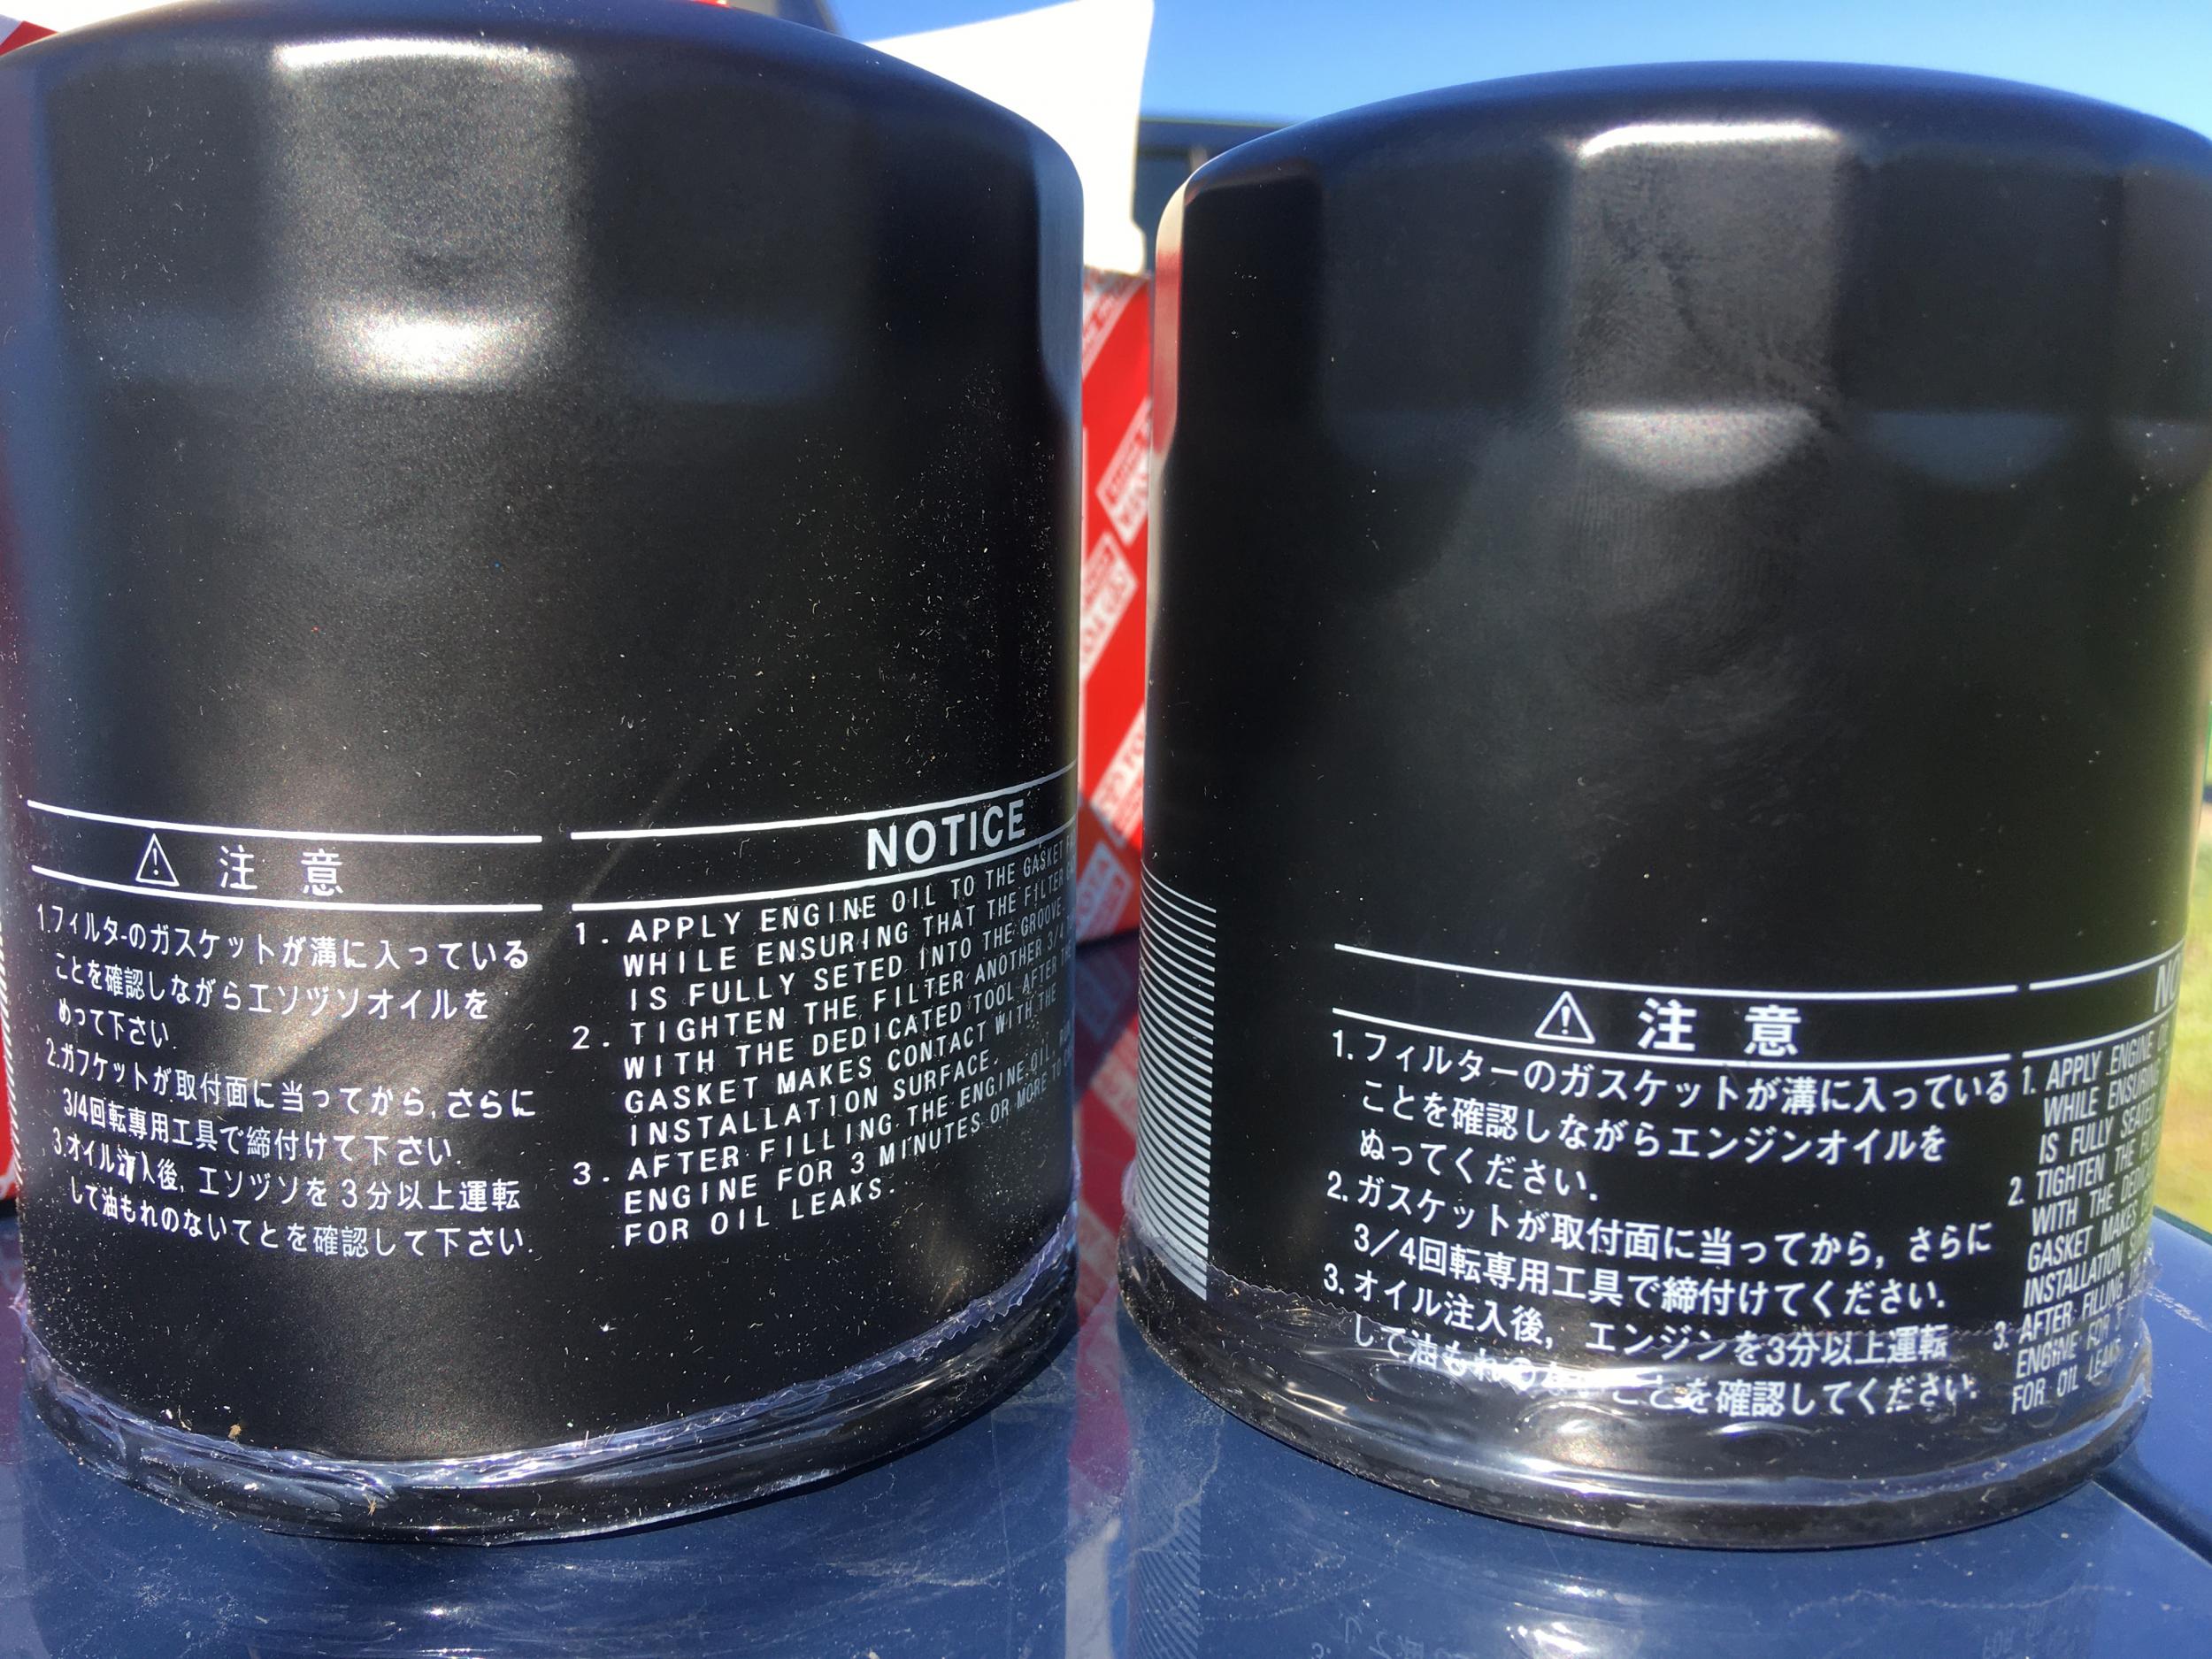 注意
1.フィルタ-のガスケットが溝に入っている
ことを確認しながらエソヅソオイルを
めって下さい.
2.ガフケットが取付面に当ってから,さらに
3/4回転専用工具で締付けて下さい.
3.オイル注入後,エソヅソを3分以上運転
して油もれのないてとを確認して下さい.
NOTICE
1. APPLY ENGINE OIL TO THE GASKET
WHILE ENSURING THAT THE FILTER
IS FULLY SETED INTO THE GROOVE.
2. TIGHTEN THE FILTER ANOTHER 3/4
WITH THE DEDICATED TOOL AFTER THE
GASKET MAKES CONTACT WITH THE
INSTALLATION SURFACE.
3. AFTER FILLING THE ENGINE OIL,
ENGINE FOR 3 MINUTES OR MORE TO
FOR OIL LEAKS.
注意
1.フィルターのガスケットが溝に入っている
ことを確認しながらエンジンオイルを
ぬってください.
2.ガスケットが取付面に当ってから,さらに
3/4回転専用工具で締付けてください.
3.オイル注入後,エンジンを3分以上運転
して油もれのないことを確認してください.
1. APPLY ENGINE
WHILE ENSURING
IS FULLY SEATED
2. TIGHTEN THE
WITH THE
GASKET MAKES
INSTALLATION
3. AFTER FILLING
ENGINE FOR 3
FOR OIL LEAKS.
TOYOTA